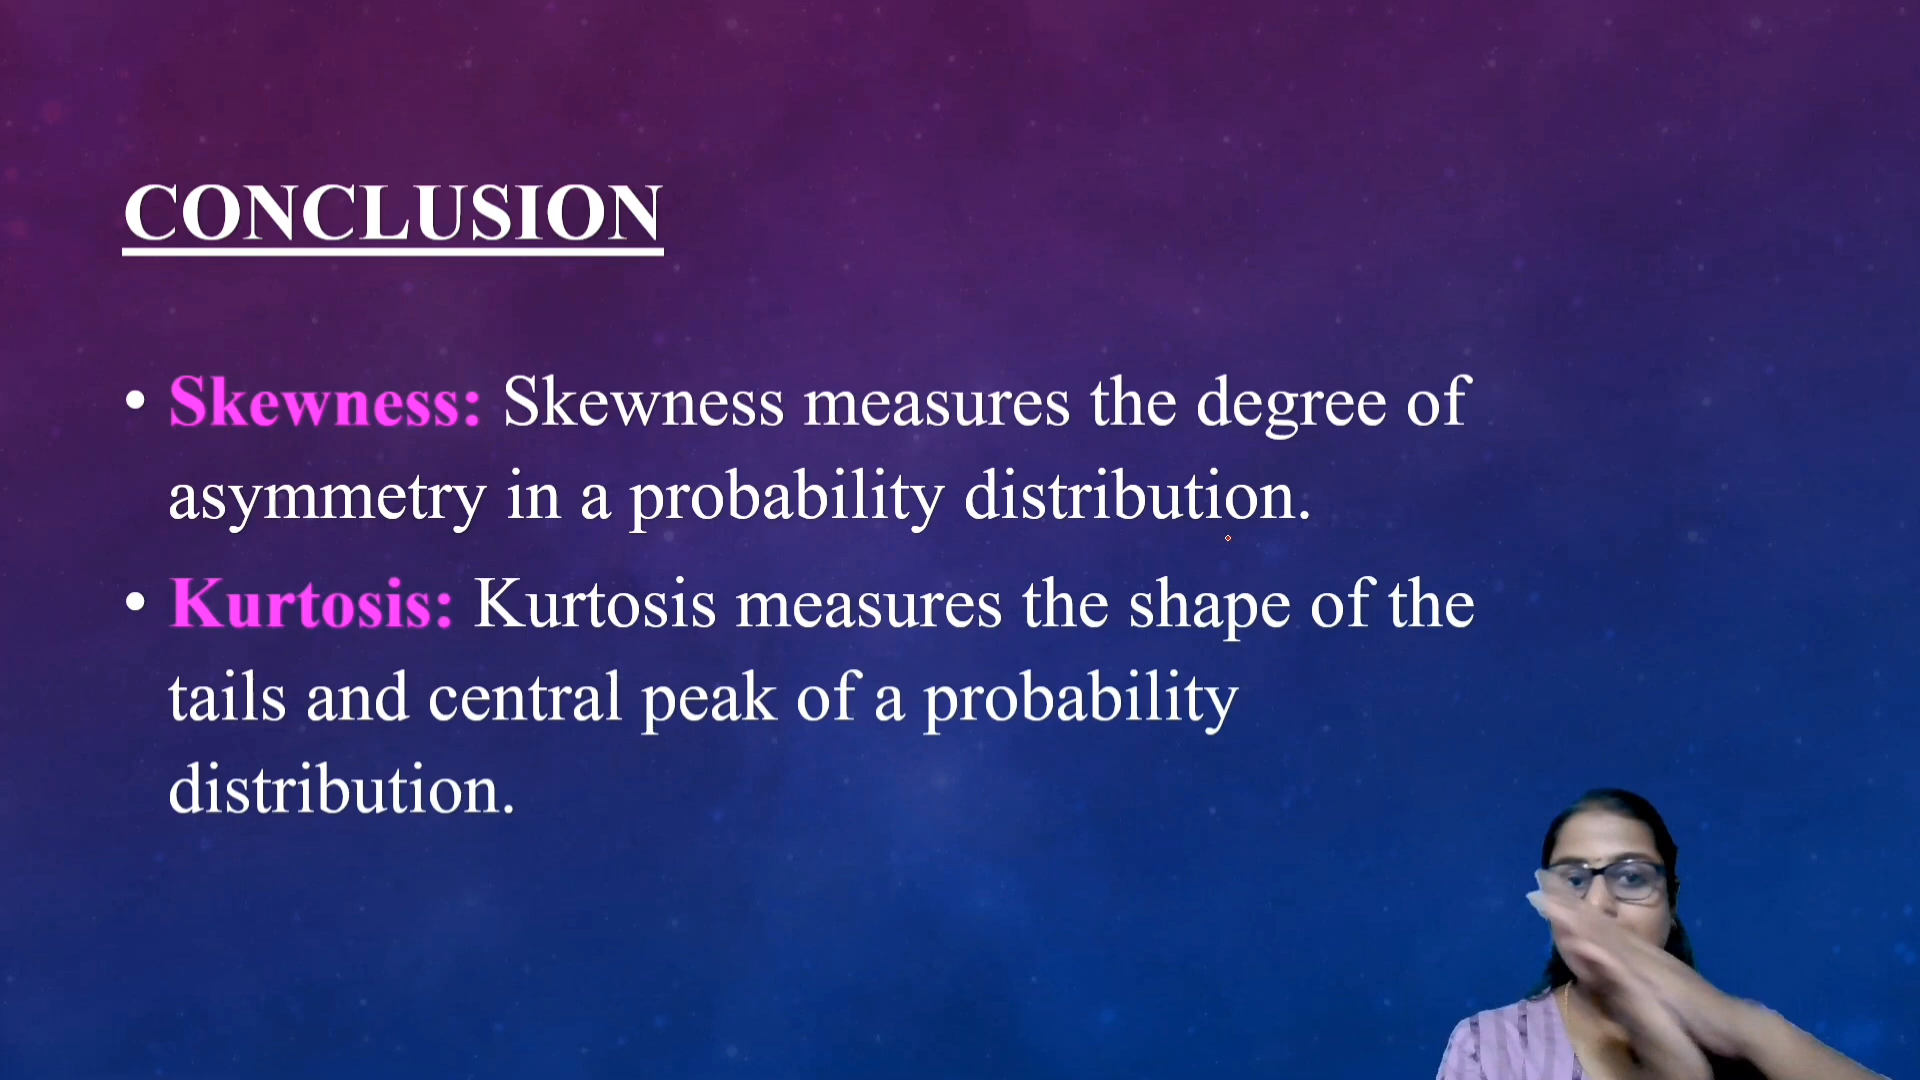 CONCLUSION
• Skewness: Skewness measures the degree of
asymmetry in a probability distribution.
• Kurtosis: Kurtosis measures the shape of the
tails and central peak of a probability
distribution.